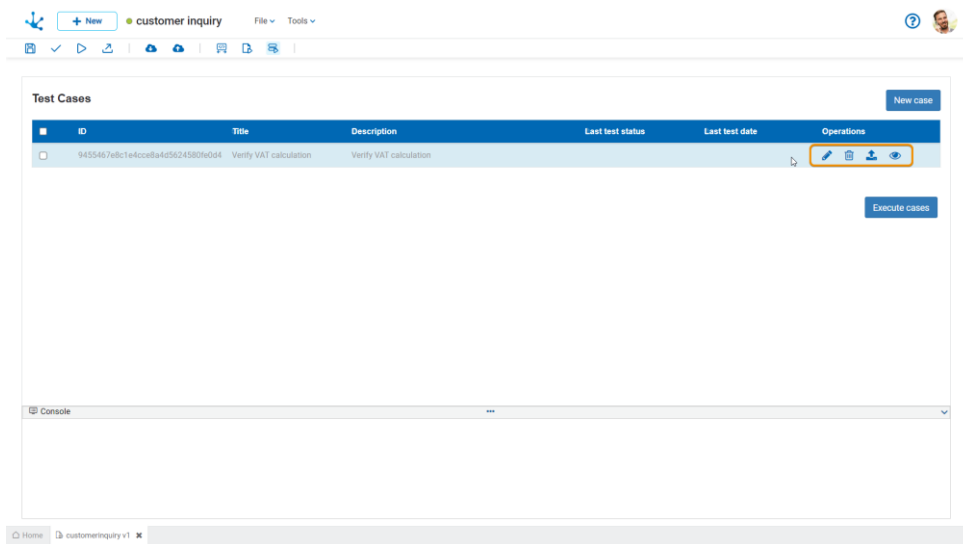 + New customer inquiry File Tools ?
Test Cases
New case
ID Title Description Last test status Last test date Operations
9455467e8c1e4cce8a4d5624580fe0d4 Verify VAT calculation Verify VAT calculation
Execute cases
Console
Home customerinquiry v1